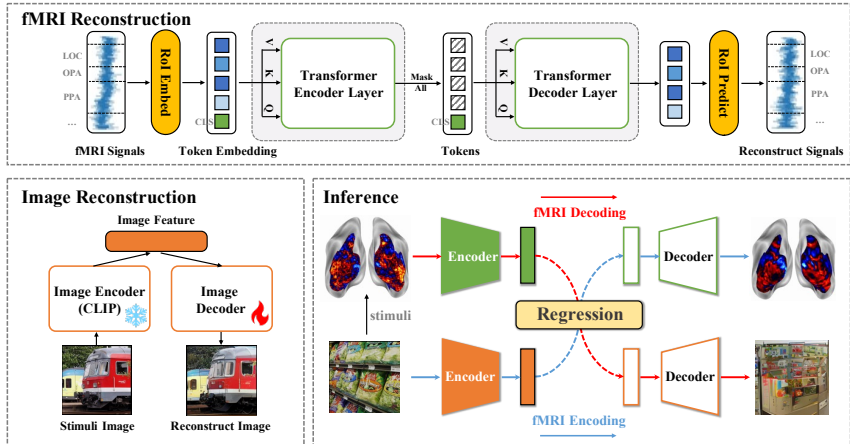 fMRI Reconstruction
LOC
OPA
PPA
...
fMRI Signals
RoI Embed
CLS
Token Embedding
V
K
Q
Transformer
Encoder Layer
Mask
All
CLS
Tokens
V
K
Q
Transformer
Decoder Layer
RoI Predict
LOC
OPA
PPA
...
Reconstruct Signals
Image Reconstruction
Image Feature
Image Encoder
(CLIP)
Image
Decoder
Stimuli Image
Reconstruct Image
Inference
fMRI Decoding
Encoder
Decoder
stimuli
Regression
Encoder
Decoder
fMRI Encoding